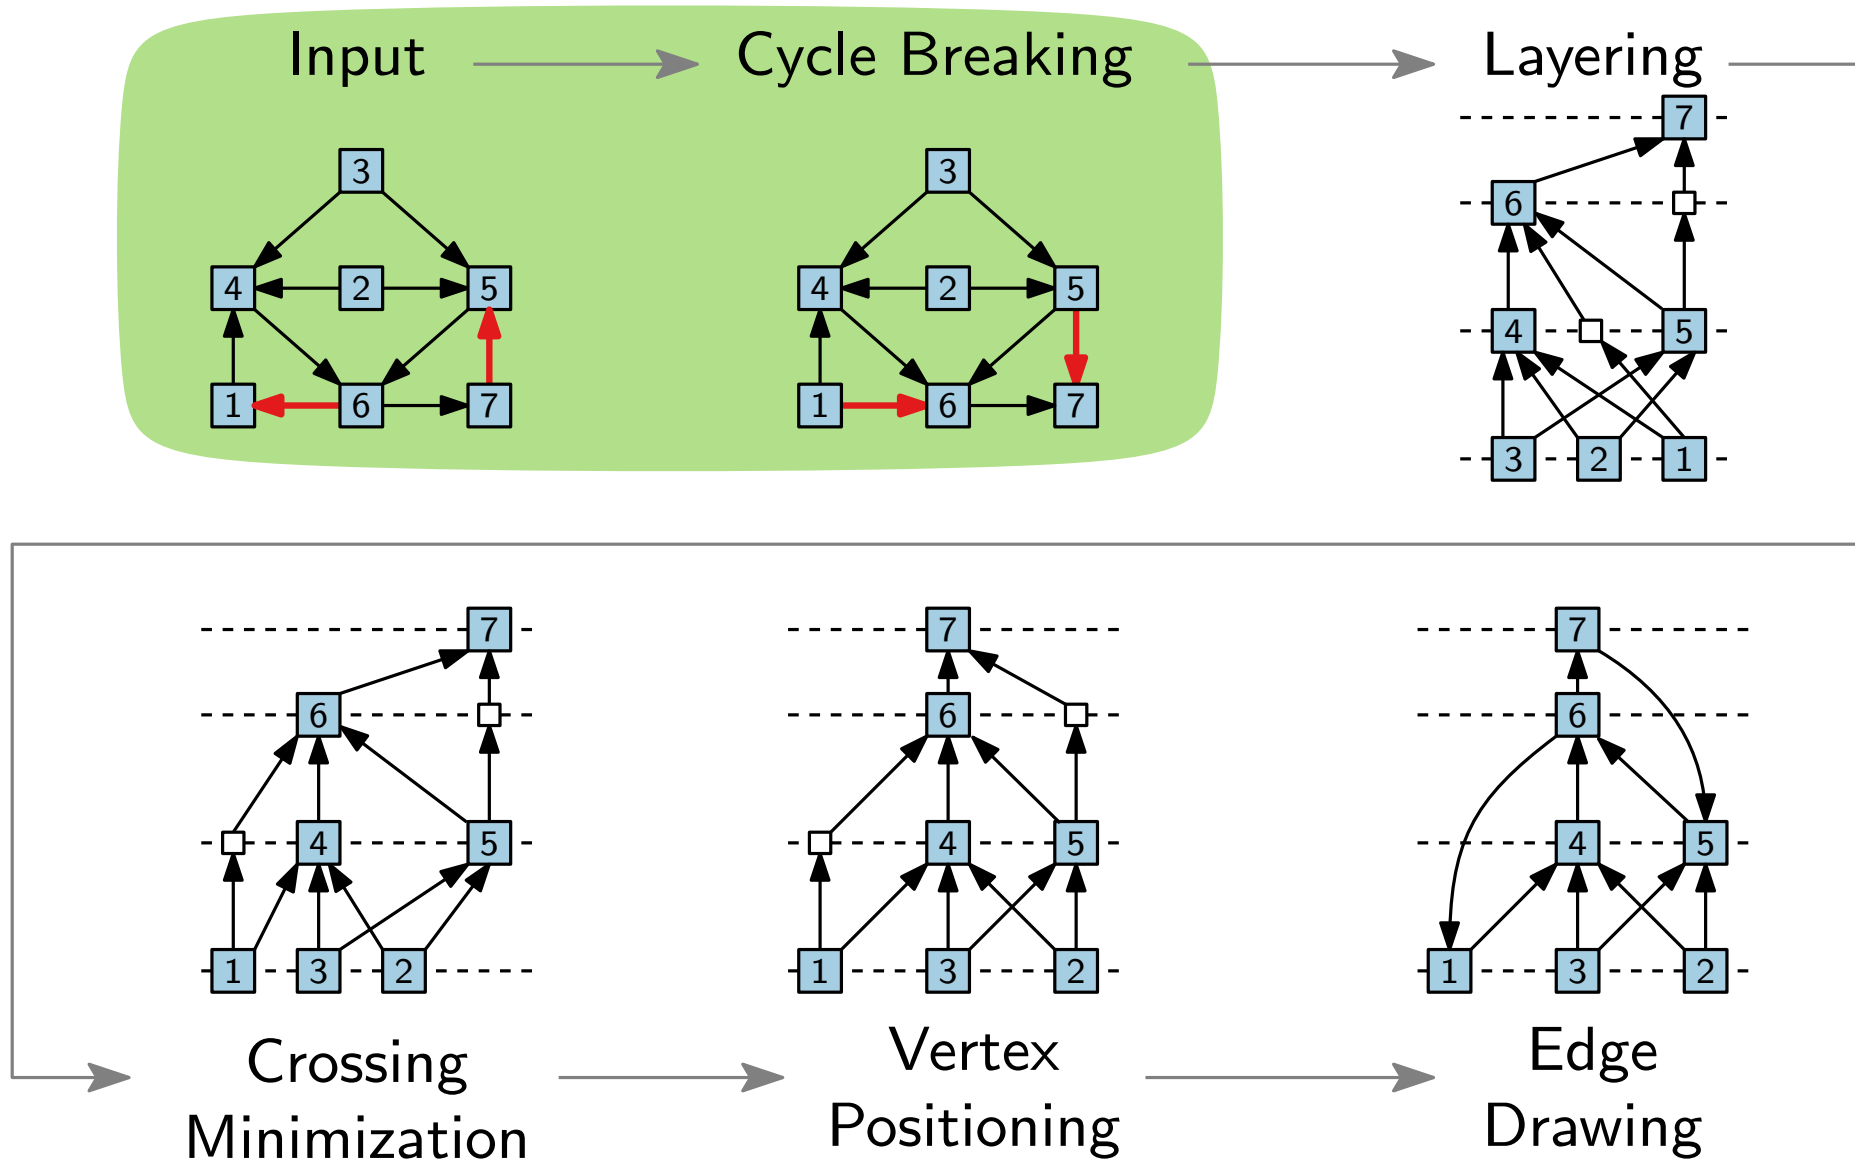 Input Cycle Breaking Layering
7
3 3
6
4 2 5 4 2 5
4 5
1 6 7 1 6 7
3 2 1
7 7 7
6 6 6
4 5 4 5 4 5
1 3 2 1 3 2 1 3 2
Crossing Vertex Edge
Minimization Positioning Drawing